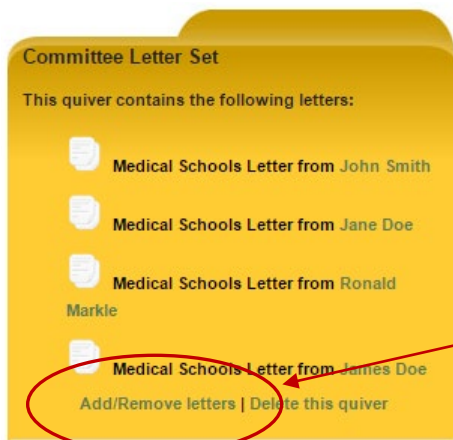 Committee Letter Set
This quiver contains the following letters:
Medical Schools Letter from John Smith
Medical Schools Letter from Jane Doe
Medical Schools Letter from Ronald
Markle
Medical Schools Letter from James Doe
Add/Remove letters | Delete this quiver